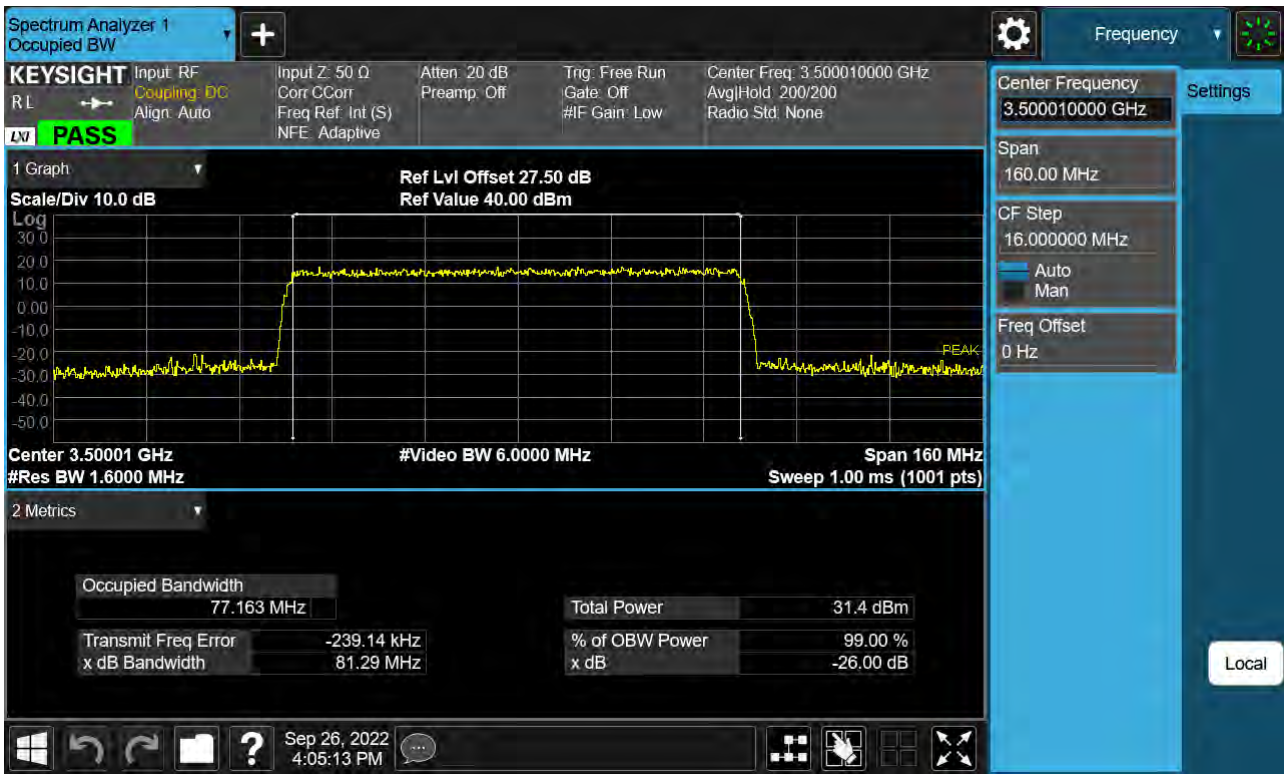 Spectrum Analyzer 1
Occupied BW
+
Frequency
KEYSIGHT
R L
LXI
PASS
Input: RF
Coupling: DC
Align: Auto
Input Z: 50 Ω
Corr CCorr
Freq Ref: Int (S)
NFE: Adaptive
Atten: 20 dB
Preamp: Off
Trig: Free Run
Gate: Off
#IF Gain: Low
Center Freq: 3.500010000 GHz
Avg|Hold: 200/200
Radio Std: None
1 Graph
Scale/Div 10.0 dB
Ref Lvl Offset 27.50 dB
Ref Value 40.00 dBm
Log
30.0
20.0
10.0
0.00
-10.0
-20.0
-30.0
-40.0
-50.0
PEAK
Center 3.50001 GHz
#Video BW 6.0000 MHz
Span 160 MHz
#Res BW 1.6000 MHz
Sweep 1.00 ms (1001 pts)
2 Metrics
Occupied Bandwidth
77.163 MHz
Total Power 31.4 dBm
Transmit Freq Error -239.14 kHz
% of OBW Power 99.00 %
x dB Bandwidth 81.29 MHz
x dB -26.00 dB
Center Frequency
3.500010000 GHz
Settings
Span
160.00 MHz
CF Step
16.000000 MHz
Auto
Man
Freq Offset
0 Hz
Local
?
Sep 26, 2022
4:05:13 PM